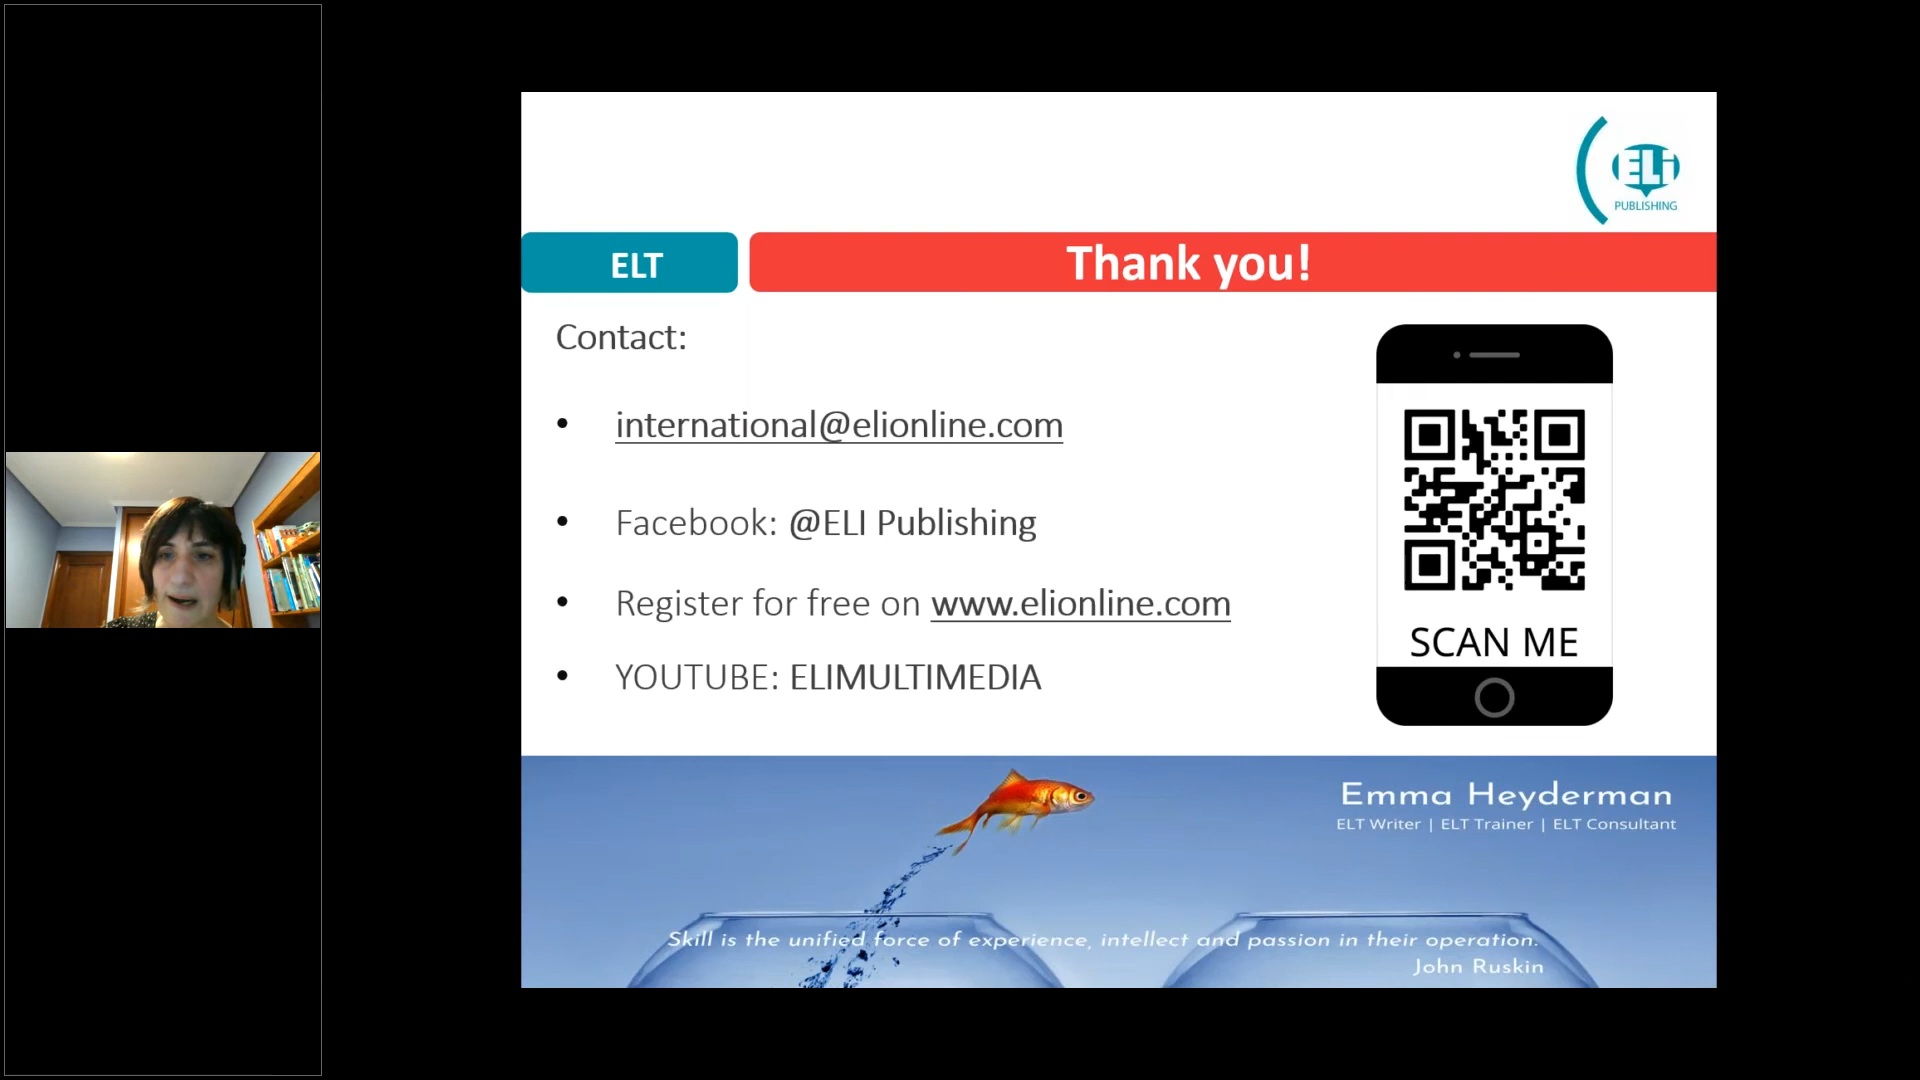 ELi
PUBLISHING
ELT
Thank you!
Contact:
• international@elionline.com
• Facebook: @ELI Publishing
• Register for free on www.elionline.com
• YOUTUBE: ELIMULTIMEDIA
SCAN ME
Emma Heyderman
ELT Writer | ELT Trainer | ELT Consultant
Skill is the unified force of experience, intellect and passion in their operation.
John Ruskin